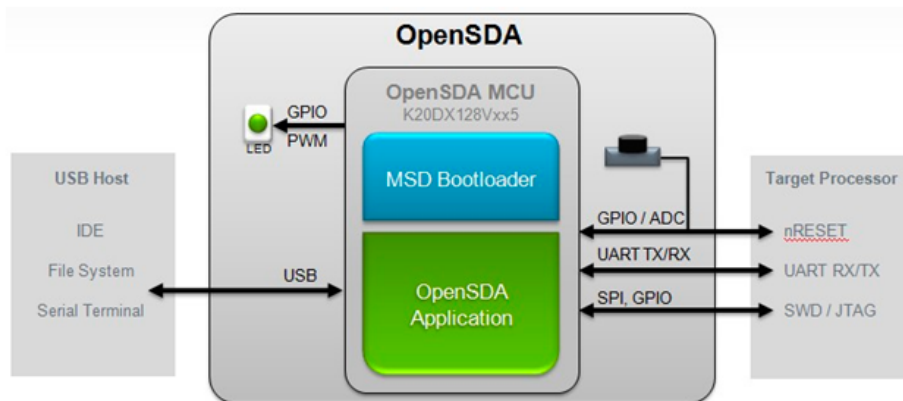 OpenSDA
OpenSDA MCU
K20DX128Vxx5
GPIO
PWM
LED
MSD Bootloader
OpenSDA
Application
USB Host
IDE
File System
Serial Terminal
USB
GPIO / ADC
UART TX/RX
SPI, GPIO
Target Processor
nRESET
UART RX/TX
SWD / JTAG